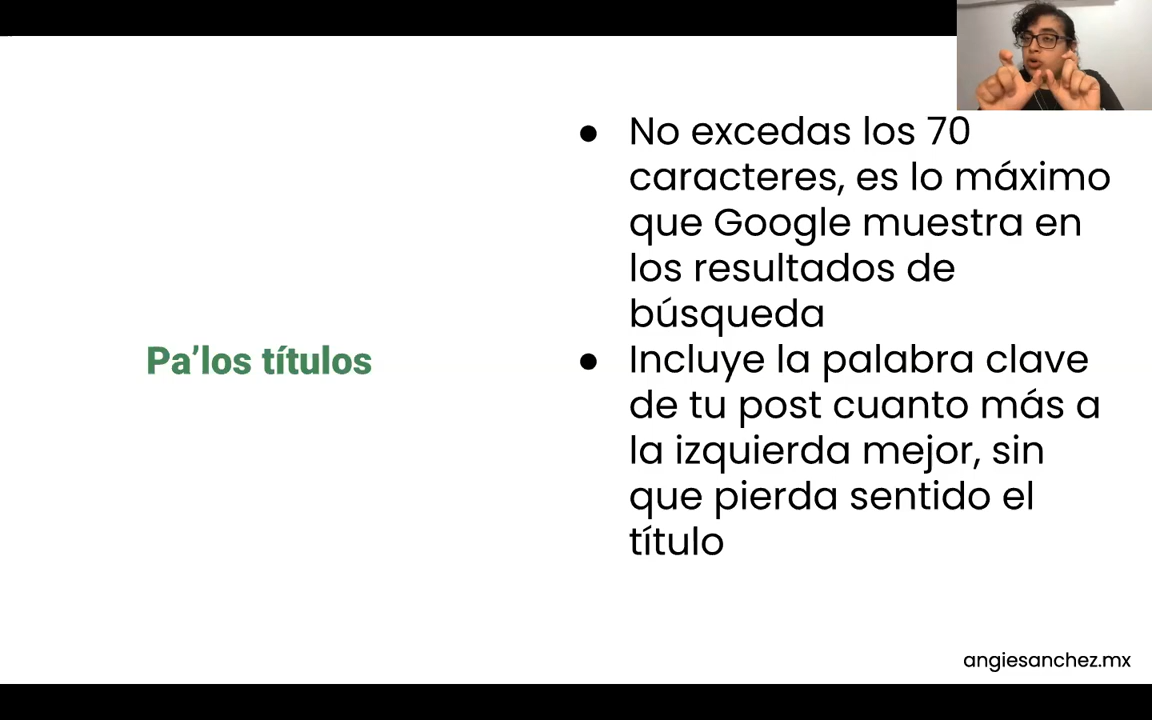 Pa’los títulos
● No excedas los 70
caracteres, es lo máximo
que Google muestra en
los resultados de
búsqueda
● Incluye la palabra clave
de tu post cuanto más a
la izquierda mejor, sin
que pierda sentido el
título
angiesanchez.mx